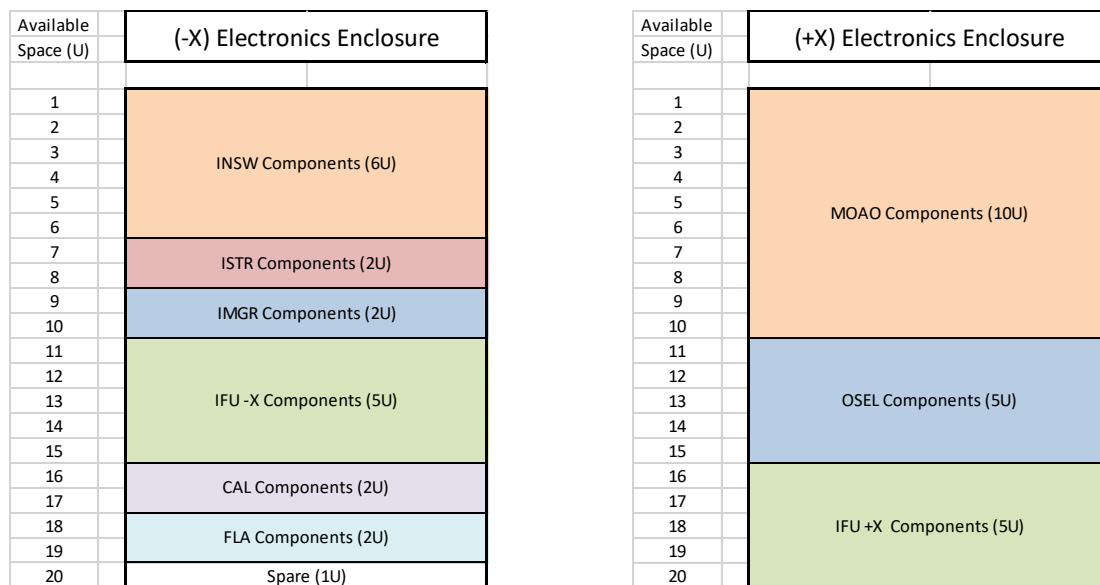 Available
Space (U)
(-X) Electronics Enclosure
1
2
3
4
5
6
7
8
9
10
11
12
13
14
15
16
17
18
19
20
INSW Components (6U)
ISTR Components (2U)
IMGR Components (2U)
IFU -X Components (5U)
CAL Components (2U)
FLA Components (2U)
Spare (1U)
Available
Space (U)
(+X) Electronics Enclosure
1
2
3
4
5
6
7
8
9
10
11
12
13
14
15
16
17
18
19
20
MOAO Components (10U)
OSEL Components (5U)
IFU +X  Components (5U)